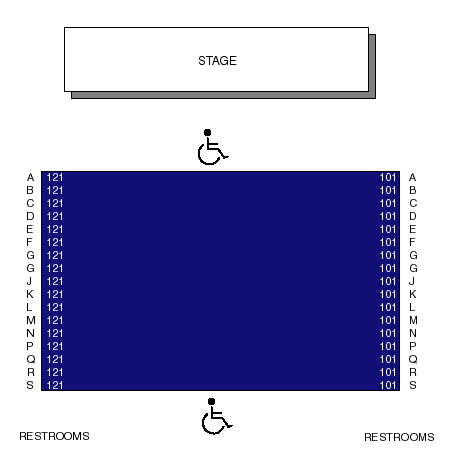 STAGE
A 121 101 A
B 121 101 B
C 121 101 C
D 121 101 D
E 121 101 E
F 121 101 F
G 121 101 G
G 121 101 G
J 121 101 J
K 121 101 K
L 121 101 L
M 121 101 M
N 121 101 N
P 121 101 P
Q 121 101 Q
R 121 101 R
S 121 101 S
RESTROOMS RESTROOMS